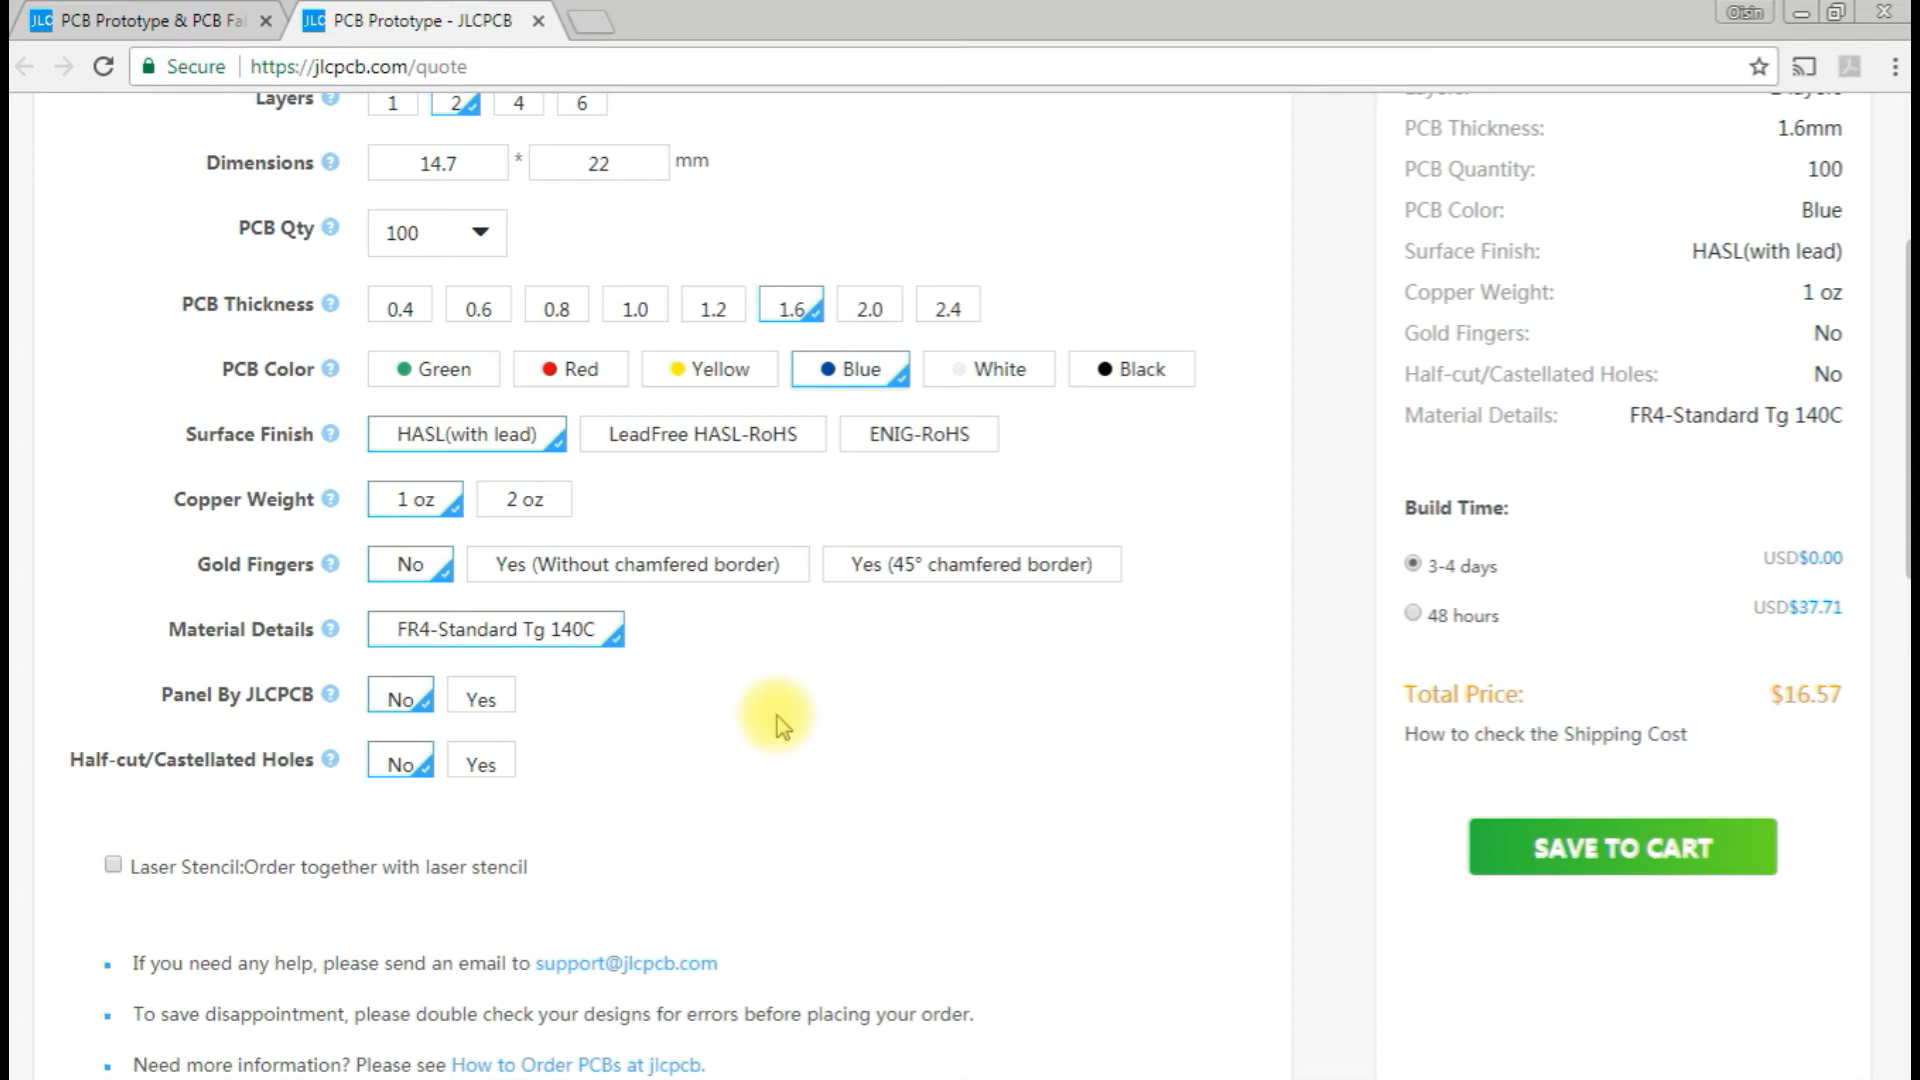 JLC PCB Prototype & PCB Fa
JLC PCB Prototype - JLCPCB
Oisin
Secure https://jlcpcb.com/quote
Layers 1 2 4 6
Dimensions 14.7 * 22 mm
PCB Qty 100
PCB Thickness 0.4 0.6 0.8 1.0 1.2 1.6 2.0 2.4
PCB Color Green Red Yellow Blue White Black
Surface Finish HASL(with lead) LeadFree HASL-RoHS ENIG-RoHS
Copper Weight 1 oz 2 oz
Gold Fingers No Yes (Without chamfered border) Yes (45° chamfered border)
Material Details FR4-Standard Tg 140C
Panel By JLCPCB No Yes
Half-cut/Castellated Holes No Yes
Laser Stencil:Order together with laser stencil
If you need any help, please send an email to support@jlcpcb.com
To save disappointment, please double check your designs for errors before placing your order.
Need more information? Please see How to Order PCBs at jlcpcb.
PCB Thickness: 1.6mm
PCB Quantity: 100
PCB Color: Blue
Surface Finish: HASL(with lead)
Copper Weight: 1 oz
Gold Fingers: No
Half-cut/Castellated Holes: No
Material Details: FR4-Standard Tg 140C
Build Time:
3-4 days USD$0.00
48 hours USD$37.71
Total Price: $16.57
How to check the Shipping Cost
SAVE TO CART